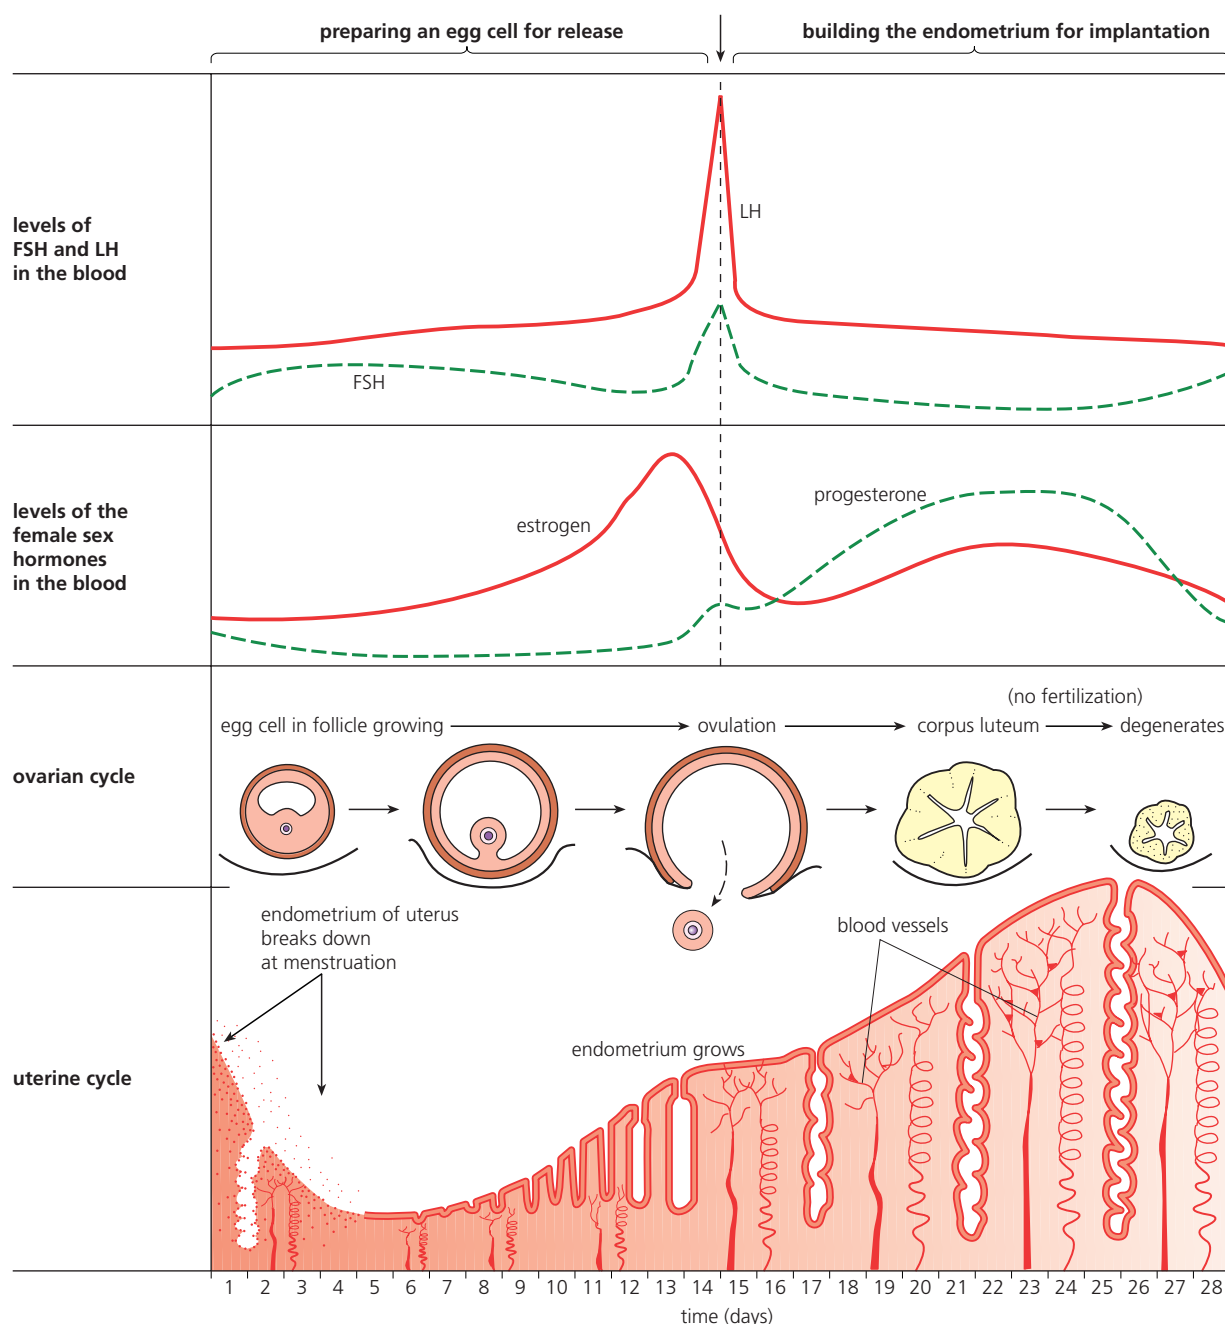 preparing an egg cell for release
building the endometrium for implantation
levels of
FSH and LH
in the blood
LH
FSH
levels of the
female sex
hormones
in the blood
estrogen
progesterone
(no fertilization)
egg cell in follicle growing
ovulation
corpus luteum
degenerates
ovarian cycle
endometrium of uterus
breaks down
at menstruation
blood vessels
endometrium grows
uterine cycle
1 2 3 4 5 6 7 8 9 10 11 12 13 14 15 16 17 18 19 20 21 22 23 24 25 26 27 28
time (days)